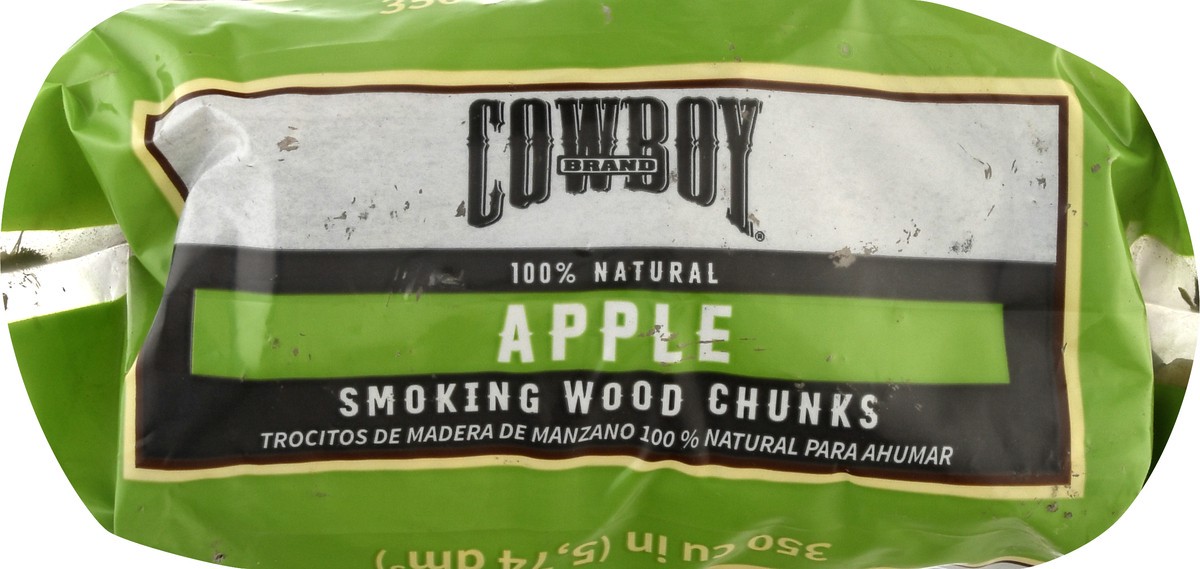 350
COWBOY
BRAND
®
100% NATURAL
APPLE
SMOKING WOOD CHUNKS
TROCITOS DE MADERA DE MANZANO 100 % NATURAL PARA AHUMAR
350 cu in (5,74 dm³)